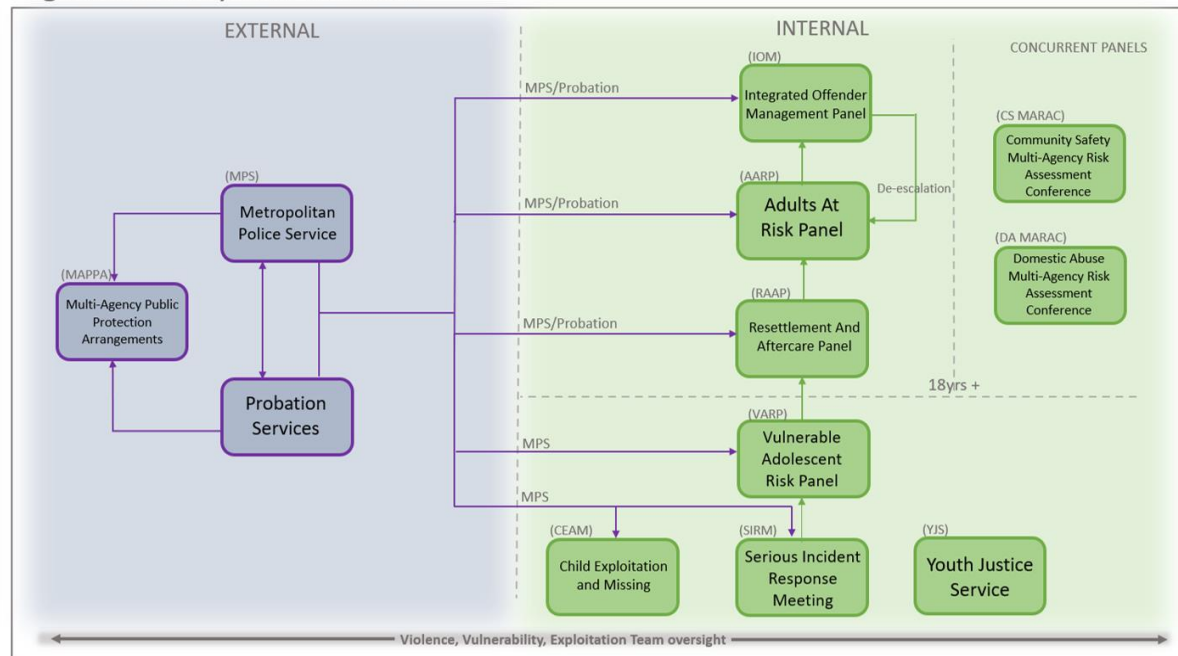 EXTERNAL
INTERNAL
CONCURRENT PANELS
(IOM)
MPS/Probation
Integrated Offender
Management Panel
(CS MARAC)
Community Safety
Multi-Agency Risk
Assessment
Conference
(MPS)
Metropolitan
Police Service
(AARP)
MPS/Probation
Adults At
Risk Panel
De-escalation
(DA MARAC)
Domestic Abuse
Multi-Agency Risk
Assessment
Conference
(MAPPA)
Multi-Agency Public
Protection
Arrangements
(RAAP)
MPS/Probation
Resettlement And
Aftercare Panel
Probation
Services
18yrs +
(VARP)
MPS
Vulnerable
Adolescent
Risk Panel
MPS
(CEAM)
Child Exploitation
and Missing
(SIRM)
Serious Incident
Response
Meeting
(YJS)
Youth Justice
Service
Violence, Vulnerability, Exploitation Team oversight